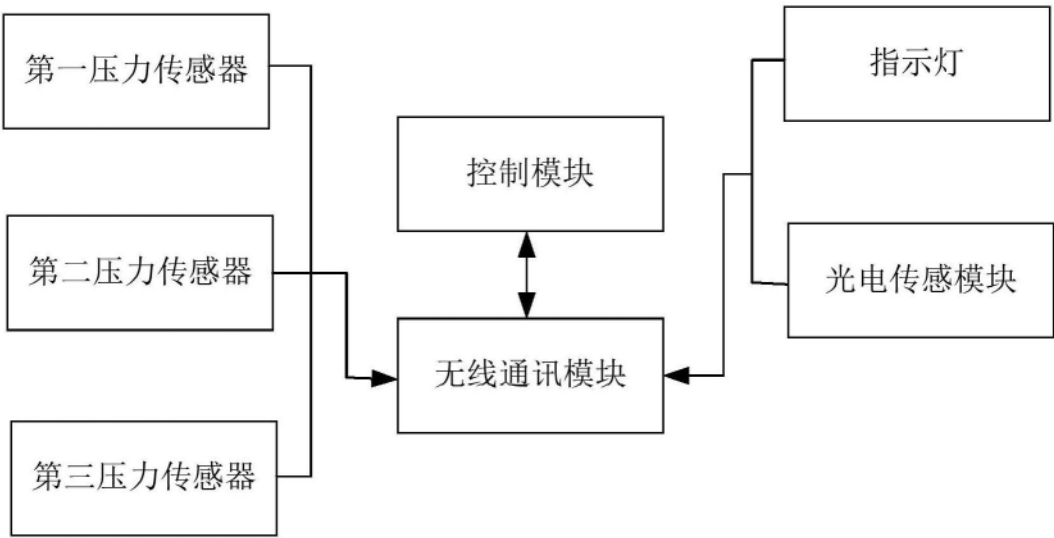 第一压力传感器
指示灯
控制模块
第二压力传感器
光电传感模块
无线通讯模块
第三压力传感器